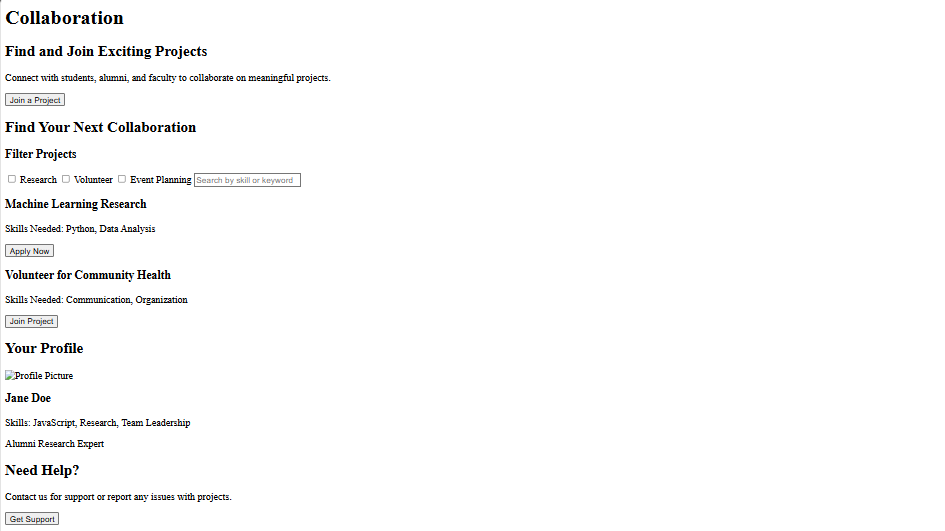 Collaboration
Find and Join Exciting Projects
Connect with students, alumni, and faculty to collaborate on meaningful projects.
Join a Project
Find Your Next Collaboration
Filter Projects
Research Volunteer Event Planning Search by skill or keyword
Machine Learning Research
Skills Needed: Python, Data Analysis
Apply Now
Volunteer for Community Health
Skills Needed: Communication, Organization
Join Project
Your Profile
Profile Picture
Jane Doe
Skills: JavaScript, Research, Team Leadership
Alumni Research Expert
Need Help?
Contact us for support or report any issues with projects.
Get Support